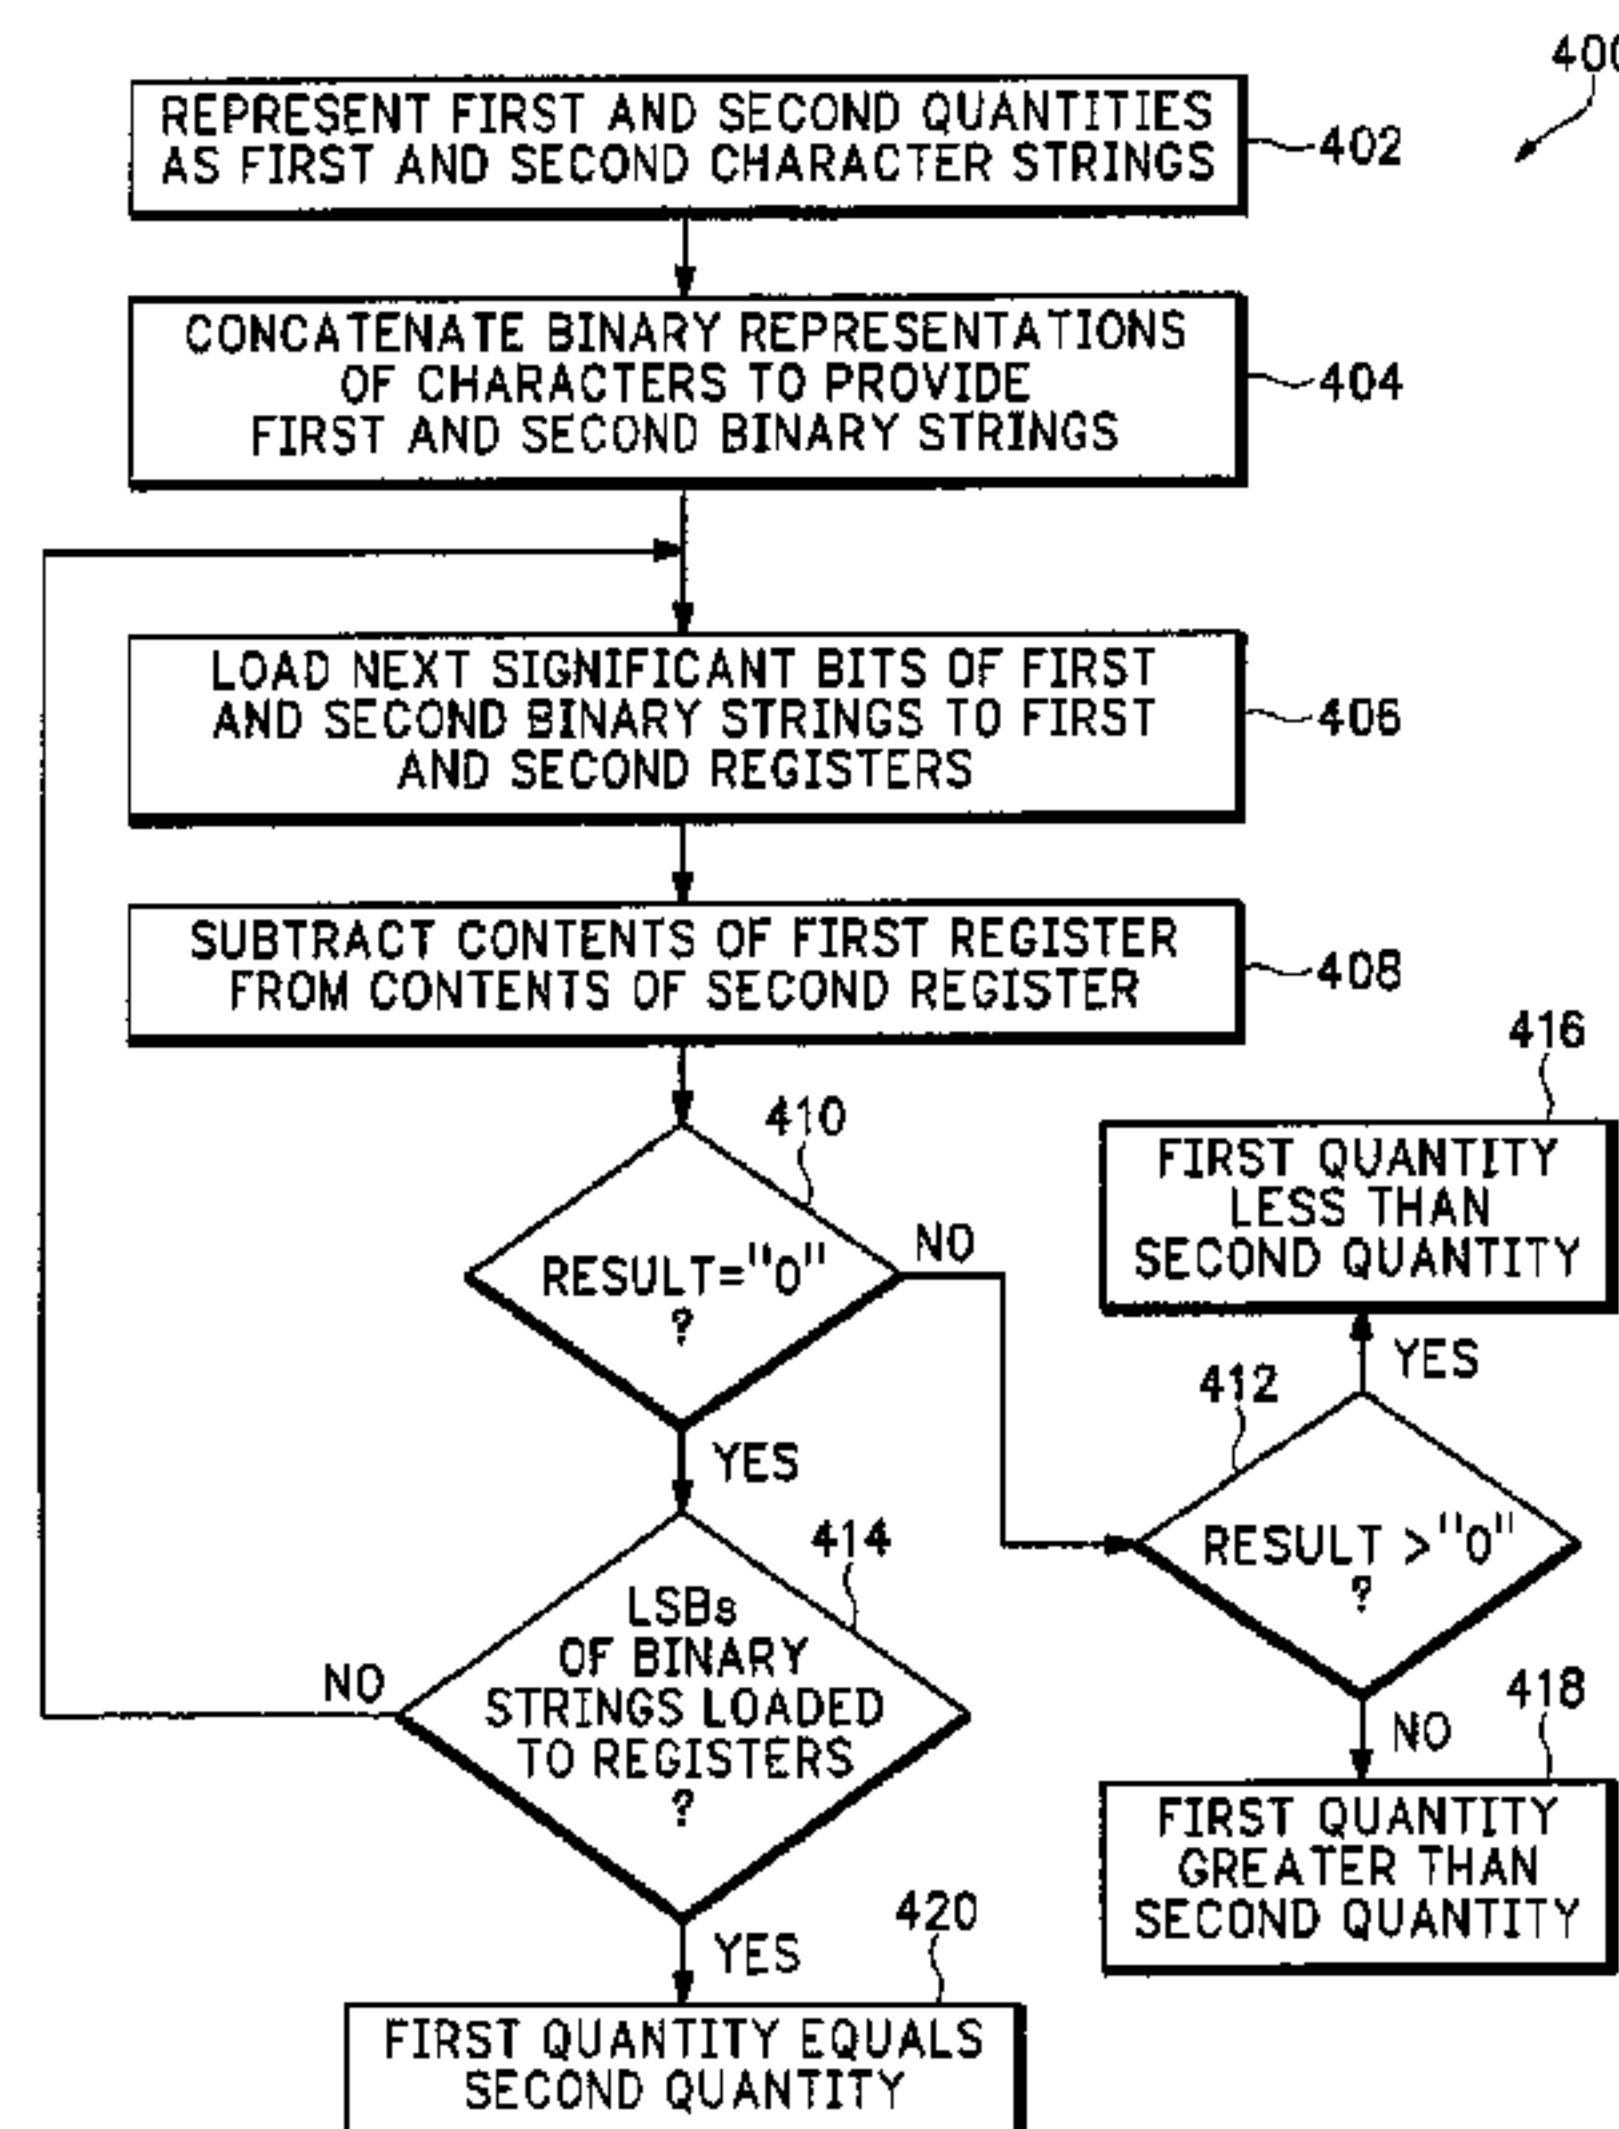 400
REPRESENT FIRST AND SECOND QUANTITIES
AS FIRST AND SECOND CHARACTER STRINGS
402
CONCATENATE BINARY REPRESENTATIONS
OF CHARACTERS TO PROVIDE
FIRST AND SECOND BINARY STRINGS
404
LOAD NEXT SIGNIFICANT BITS OF FIRST
AND SECOND BINARY STRINGS TO FIRST
AND SECOND REGISTERS
406
SUBTRACT CONTENTS OF FIRST REGISTER
FROM CONTENTS OF SECOND REGISTER
408
410
RESULT="0"
?
NO
YES
416
FIRST QUANTITY
LESS THAN
SECOND QUANTITY
YES
412
RESULT >"0"
?
NO
418
FIRST QUANTITY
GREATER THAN
SECOND QUANTITY
414
LSBs
OF BINARY
STRINGS LOADED
TO REGISTERS
?
NO
YES
420
FIRST QUANTITY EQUALS
SECOND QUANTITY